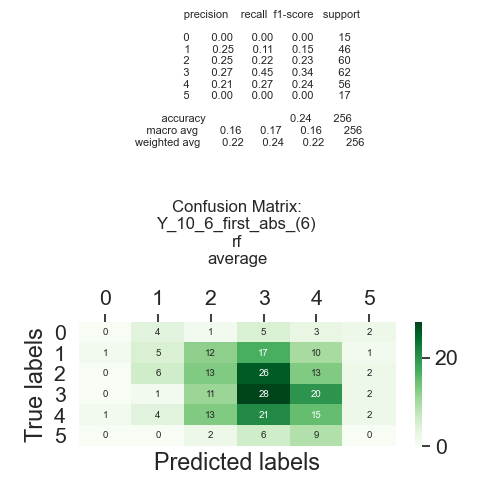 precision recall f1-score support
0 0.00 0.00 0.00 15
1 0.25 0.11 0.15 46
2 0.25 0.22 0.23 60
3 0.27 0.45 0.34 62
4 0.21 0.27 0.24 56
5 0.00 0.00 0.00 17
accuracy 0.24 256
macro avg 0.16 0.17 0.16 256
weighted avg 0.22 0.24 0.22 256
Confusion Matrix:
Y_10_6_first_abs_(6)
rf
average
0 1 2 3 4 5
0 0 4 1 5 3 2
1 1 5 12 17 10 1
2 0 6 13 26 13 2
3 0 1 11 28 20 2
4 1 4 13 21 15 2
5 0 0 2 6 9 0
True labels
Predicted labels
20
0